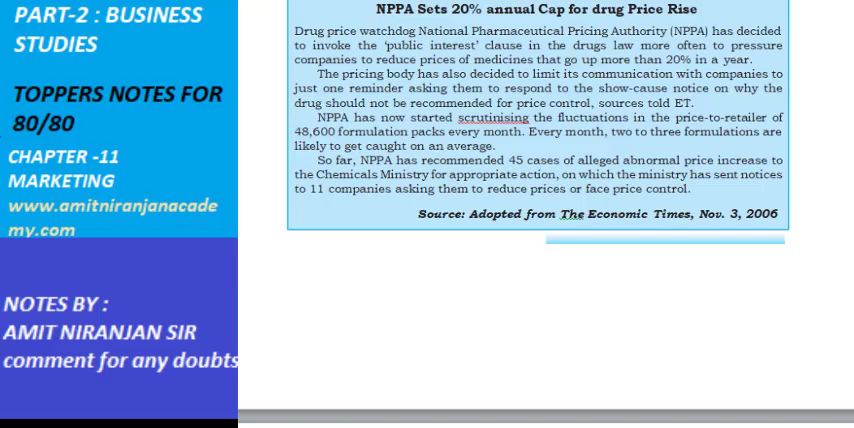 PART-2 : BUSINESS
STUDIES
TOPPERS NOTES FOR
80/80
CHAPTER -11
MARKETING
www.amitniranjanacade
my.com
NOTES BY :
AMIT NIRANJAN SIR
comment for any doubts
NPPA Sets 20% annual Cap for drug Price Rise
Drug price watchdog National Pharmaceutical Pricing Authority (NPPA) has decided
to invoke the ‘public interest’ clause in the drugs law more often to pressure
companies to reduce prices of medicines that go up more than 20% in a year.
The pricing body has also decided to limit its communication with companies to
just one reminder asking them to respond to the show-cause notice on why the
drug should not be recommended for price control, sources told ET.
NPPA has now started scrutinising the fluctuations in the price-to-retailer of
48,600 formulation packs every month. Every month, two to three formulations are
likely to get caught on an average.
So far, NPPA has recommended 45 cases of alleged abnormal price increase to
the Chemicals Ministry for appropriate action, on which the ministry has sent notices
to 11 companies asking them to reduce prices or face price control.
Source: Adopted from The Economic Times, Nov. 3, 2006